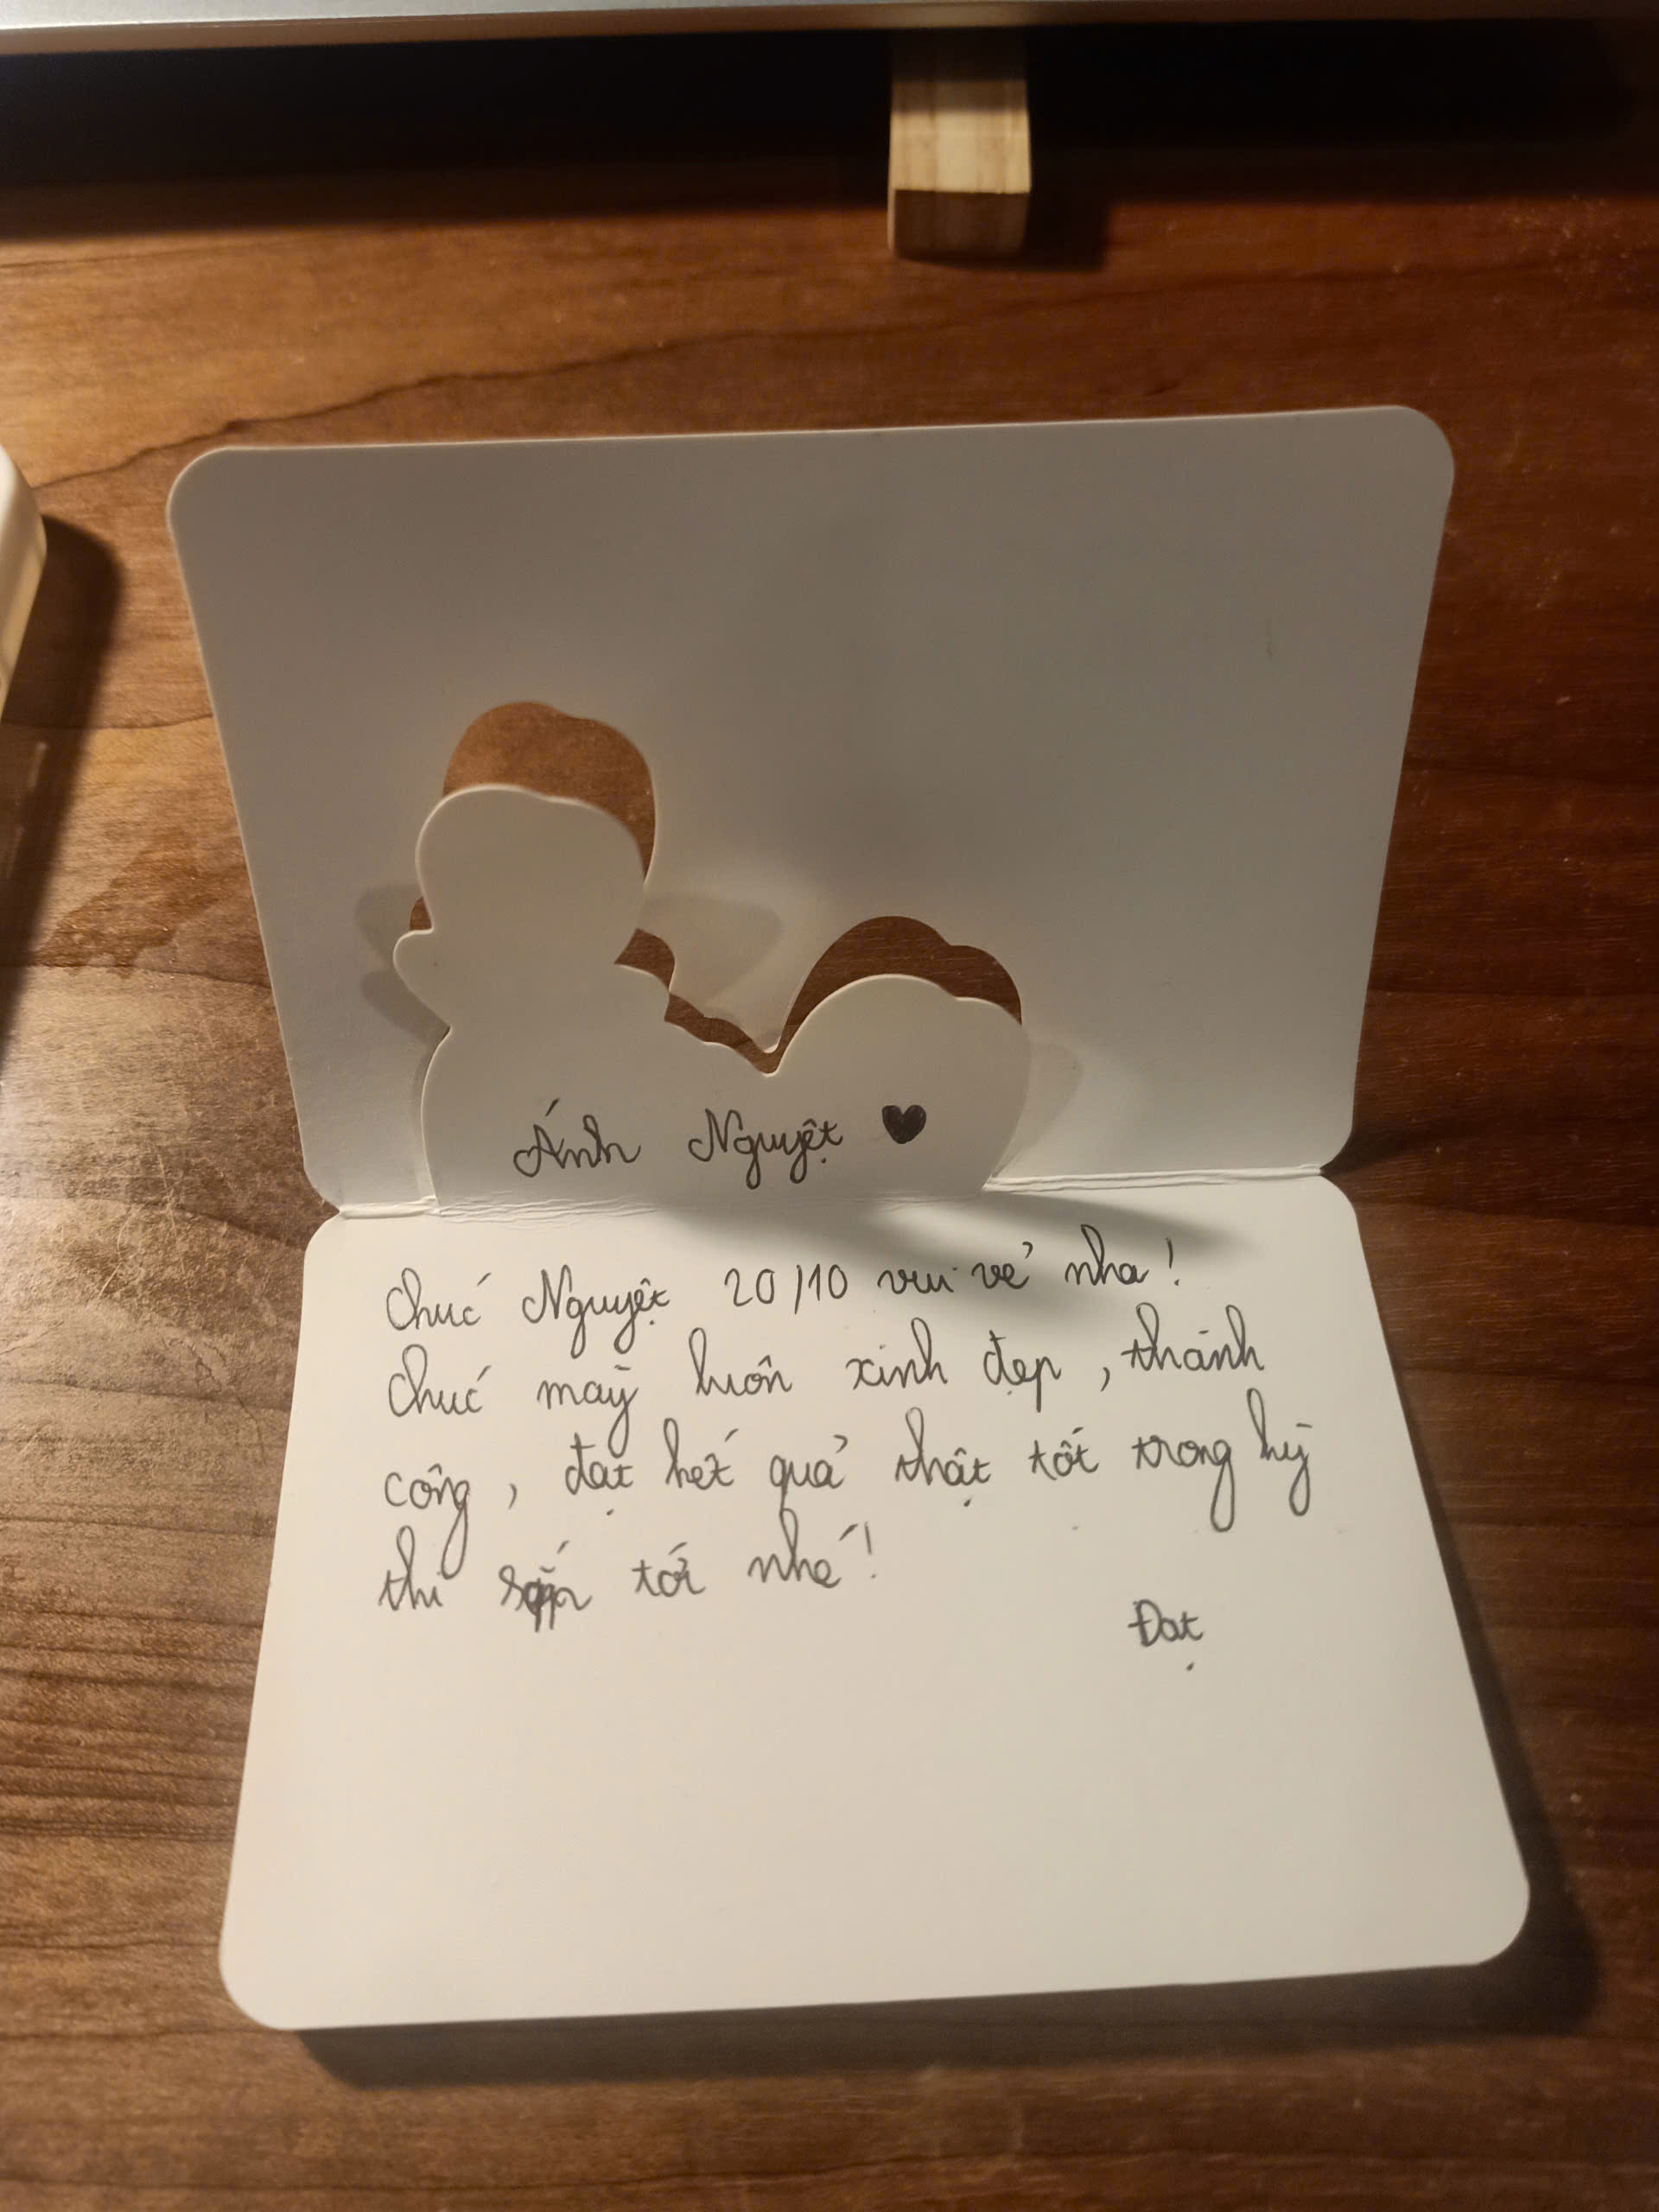 Ánh Nguyệt ♥
Chúc Nguyệt 20/10 vui vẻ nha!
Chúc mày luôn xinh đẹp, thành
công, đạt kết quả thật tốt trong kỳ
thi sắp tới nhé!
Đạt